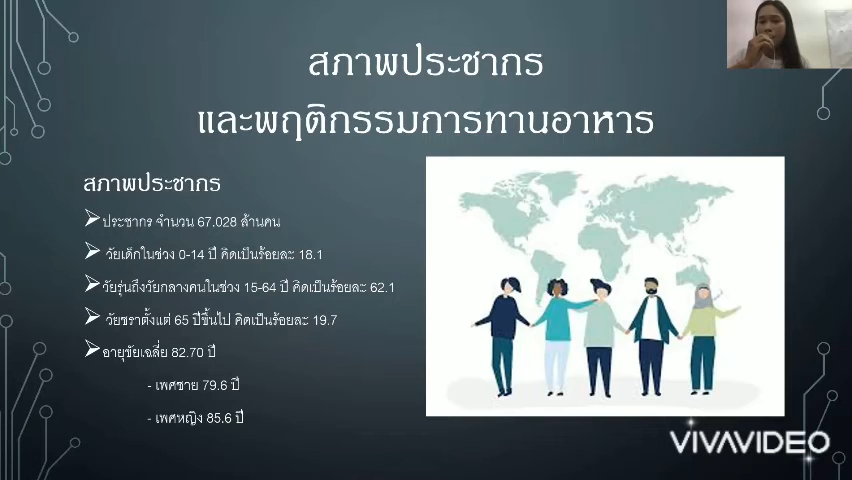 สภาพประชากร
และพฤติกรรมการทานอาหาร
สภาพประชากร
ประชากร จำนวน 67.028 ล้านคน
วัยเด็กในช่วง 0-14 ปี คิดเป็นร้อยละ 18.1
วัยรุ่นถึงวัยกลางคนในช่วง 15-64 ปี คิดเป็นร้อยละ 62.1
วัยชราตั้งแต่ 65 ปีขึ้นไป คิดเป็นร้อยละ 19.7
อายุขัยเฉลี่ย 82.70 ปี
- เพศชาย 79.6 ปี
- เพศหญิง 85.6 ปี
VIVAVIDEO